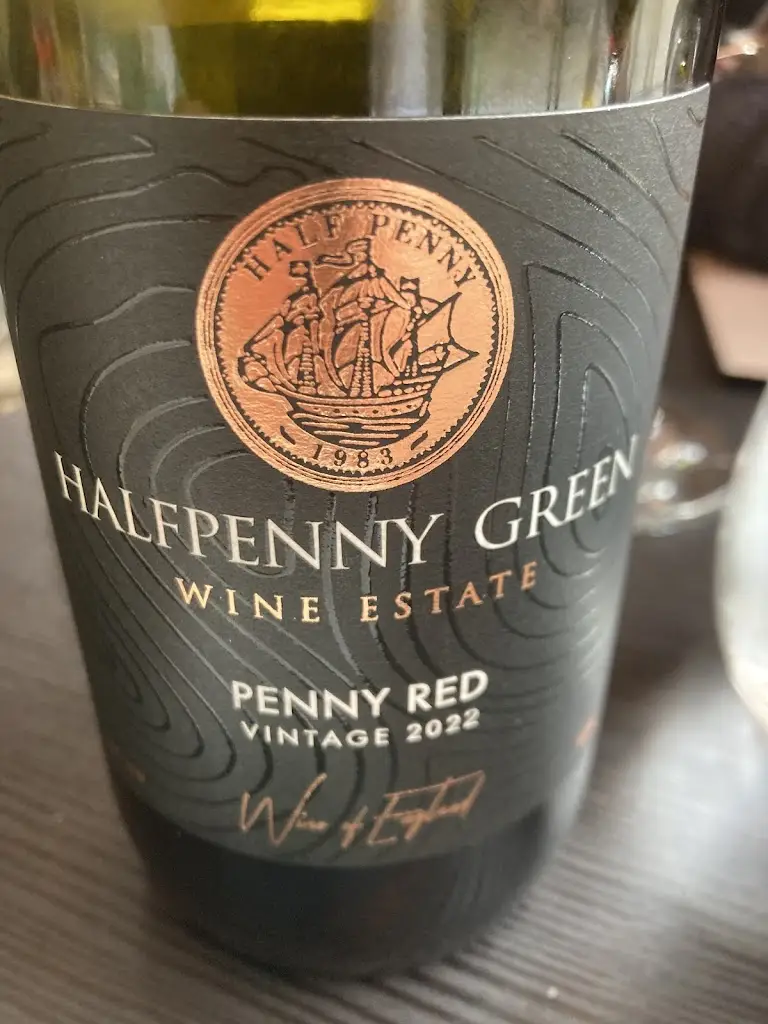 HALF PENNY
1983
HALFPENNY GREEN
WINE ESTATE
PENNY RED
VINTAGE 2022
Wine of England